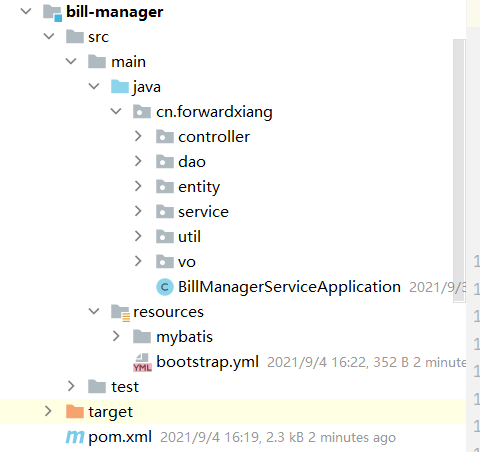 bill-manager
src
main
java
cn.forwardxiang
controller
dao
entity
service
util
vo
BillManagerServiceApplication 2021/9/3
resources
mybatis
bootstrap.yml 2021/9/4 16:22, 352 B 2 minute
test
target
pom.xml 2021/9/4 16:19, 2.3 kB 2 minutes ago